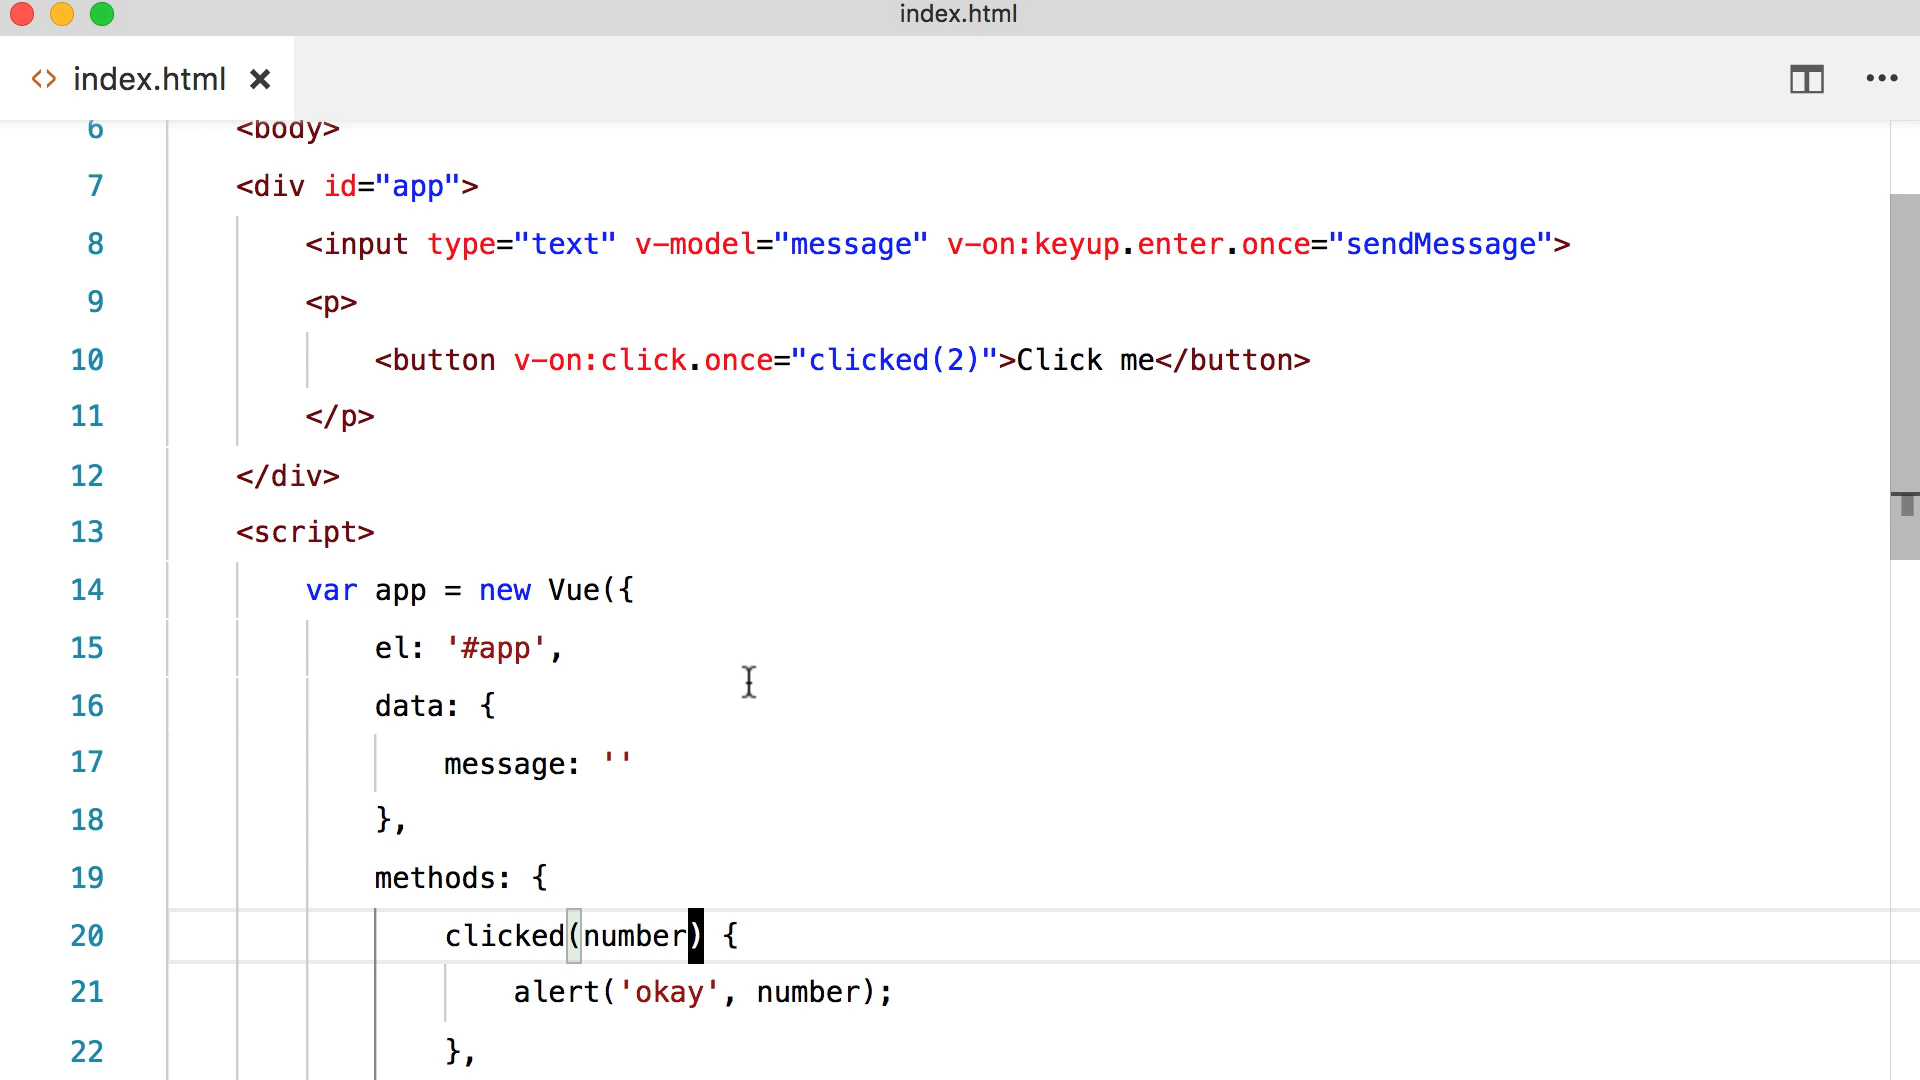 index.html
<> index.html ×
6 <body>
7 <div id="app">
8 <input type="text" v-model="message" v-on:keyup.enter.once="sendMessage">
9 <p>
10 <button v-on:click.once="clicked(2)">Click me</button>
11 </p>
12 </div>
13 <script>
14 var app = new Vue({
15 el: '#app',
16 data: {
17 message: ''
18 },
19 methods: {
20 clicked(number) {
21 alert('okay', number);
22 },